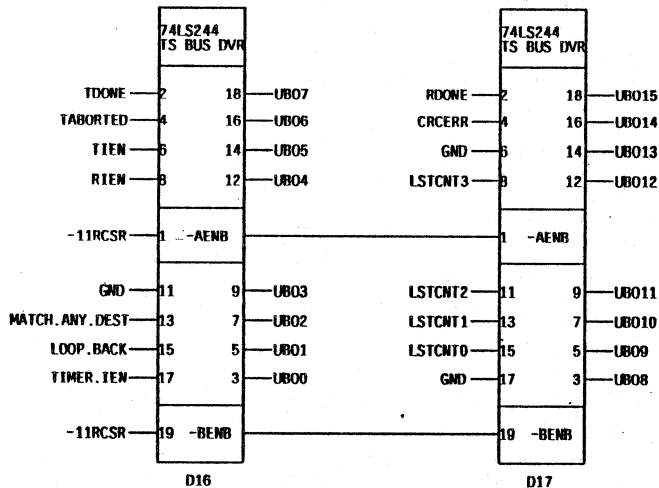 74LS244 74LS244
TS BUS DVR TS BUS DVR
TDONE 2 18 UBO7 RDONE 2 18 UBO15
TABORTED 4 16 UBO6 CRCERR 4 16 UBO14
TIEN 6 14 UBO5 GND 6 14 UBO13
RIEN 8 12 UBO4 LSTCNT3 8 12 UBO12
-11RCSR 1 -AENB 1 -AENB
GND 11 9 UBO3 LSTCNT2 11 9 UBO11
MATCH.ANY.DEST 13 7 UBO2 LSTCNT1 13 7 UBO10
LOOP.BACK 15 5 UBO1 LSTCNT0 15 5 UBO9
TIMER.IEN 17 3 UBO0 GND 17 3 UBO8
-11RCSR 19 -BENB 19 -BENB
D16 D17